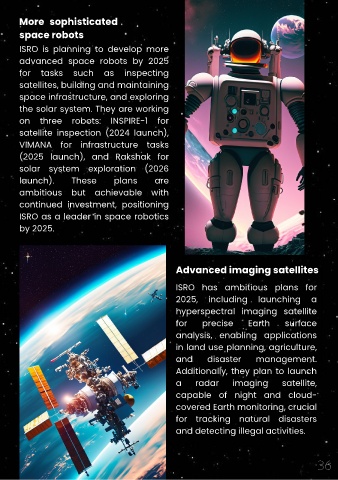 More sophisticated
space robots
ISRO is planning to develop more
advanced space robots by 2025
for tasks such as inspecting
satellites, building and maintaining
space infrastructure, and exploring
the solar system. They are working
on three robots: INSPIRE-1 for
satellite inspection (2024 launch),
VIMANA for infrastructure tasks
(2025 launch), and Rakshak for
solar system exploration (2026
launch). These plans are
ambitious but achievable with
continued investment, positioning
ISRO as a leader in space robotics
by 2025.
Advanced imaging satellites
ISRO has ambitious plans for
2025, including launching a
hyperspectral imaging satellite
for precise Earth surface
analysis, enabling applications
in land use planning, agriculture,
and disaster management.
Additionally, they plan to launch
a radar imaging satellite,
capable of night and cloud-
covered Earth monitoring, crucial
for tracking natural disasters
and detecting illegal activities.
36